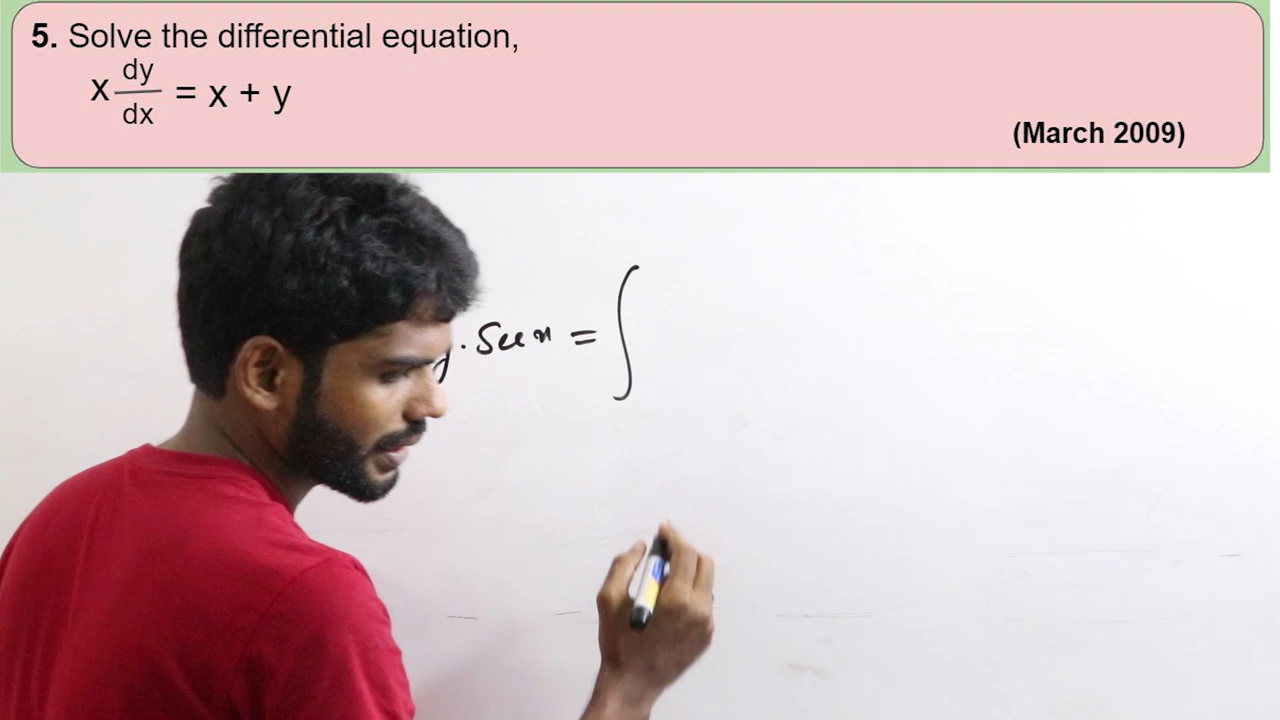 5. Solve the differential equation,
x dy/dx = x + y
(March 2009)
y · Sec x = ∫